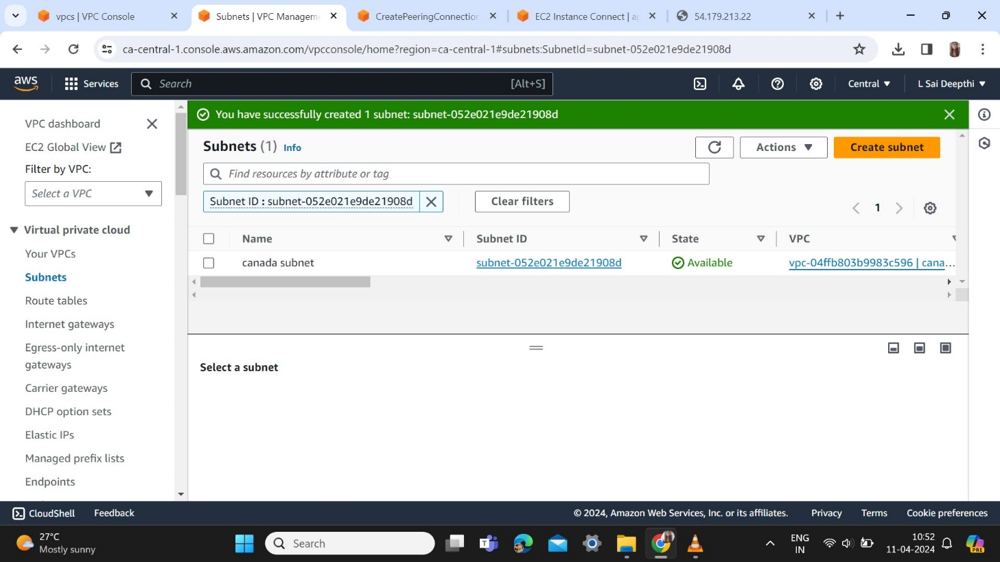 vpcs | VPC Console
Subnets | VPC Managem
CreatePeeringConnection
EC2 Instance Connect | ap
54.179.213.22
ca-central-1.console.aws.amazon.com/vpcconsole/home?region=ca-central-1#subnets:SubnetId=subnet-052e021e9de21908d
aws
Services
Search
[Alt+S]
Central
L Sai Deepthi
VPC dashboard
EC2 Global View
Filter by VPC:
Select a VPC
Virtual private cloud
Your VPCs
Subnets
Route tables
Internet gateways
Egress-only internet
gateways
Carrier gateways
DHCP option sets
Elastic IPs
Managed prefix lists
Endpoints
You have successfully created 1 subnet: subnet-052e021e9de21908d
Subnets (1) Info
Actions
Create subnet
Find resources by attribute or tag
Subnet ID : subnet-052e021e9de21908d
Clear filters
1
Name
Subnet ID
State
VPC
canada subnet
subnet-052e021e9de21908d
Available
vpc-04ffb803b9983c596 | cana...
Select a subnet
CloudShell
Feedback
© 2024, Amazon Web Services, Inc. or its affiliates.
Privacy
Terms
Cookie preferences
27°C
Mostly sunny
Search
ENG
IN
10:52
11-04-2024
PRE